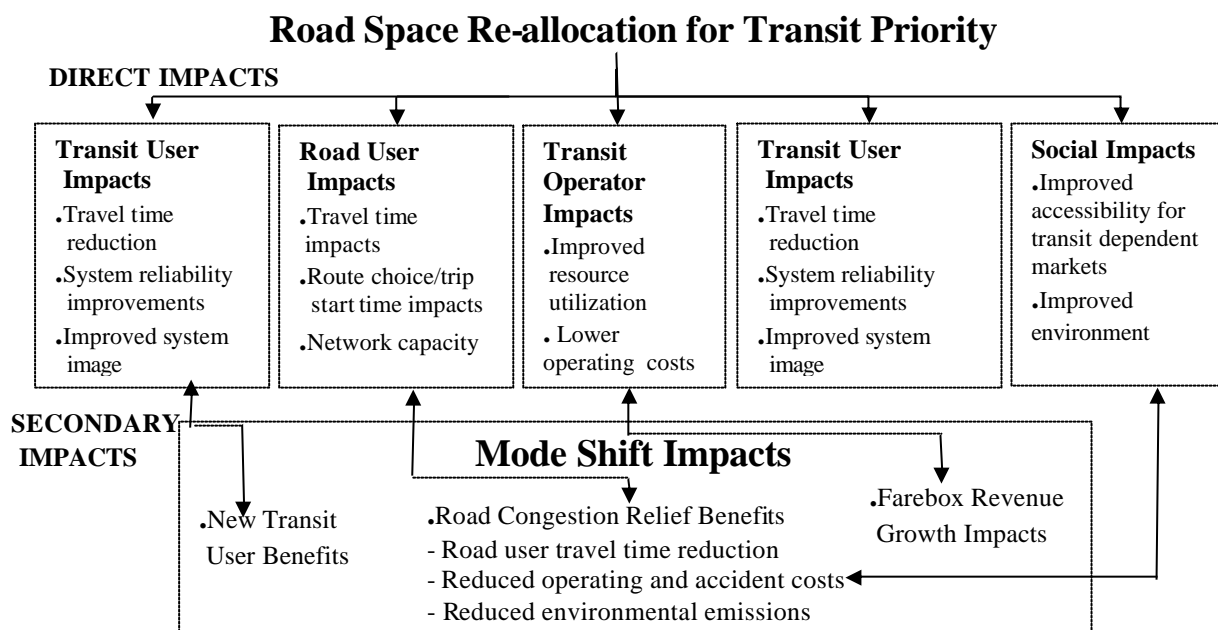 Road Space Re-allocation for Transit Priority
DIRECT IMPACTS
Transit User
Impacts
.Travel time
reduction
.System reliability
improvements
.Improved system
image
Road User
Impacts
.Travel time
impacts
.Route choice/trip
start time impacts
.Network capacity
Transit
Operator
Impacts
.Improved
resource
utilization
. Lower
operating costs
Transit User
Impacts
.Travel time
reduction
.System reliability
improvements
.Improved system
image
Social Impacts
.Improved
accessibility for
transit dependent
markets
.Improved
environment
SECONDARY
IMPACTS
Mode Shift Impacts
.New Transit
User Benefits
.Road Congestion Relief Benefits
- Road user travel time reduction
- Reduced operating and accident costs
- Reduced environmental emissions
.Farebox Revenue
Growth Impacts